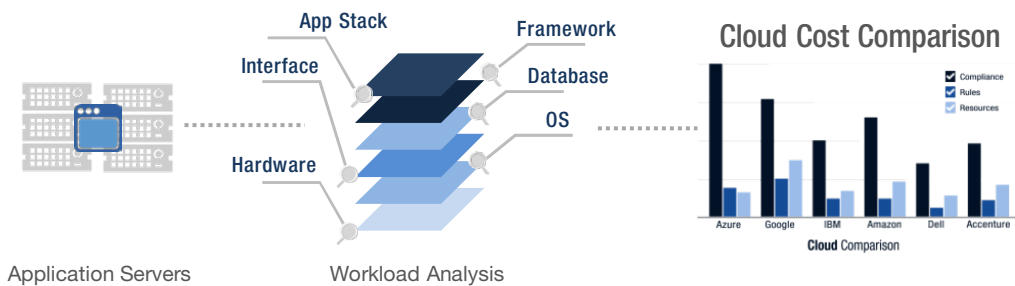 App Stack
Framework
Interface
Database
OS
Hardware
Application Servers
Workload Analysis
Cloud Cost Comparison
Compliance
Rules
Resources
Azure Google IBM Amazon Dell Accenture
Cloud Comparison